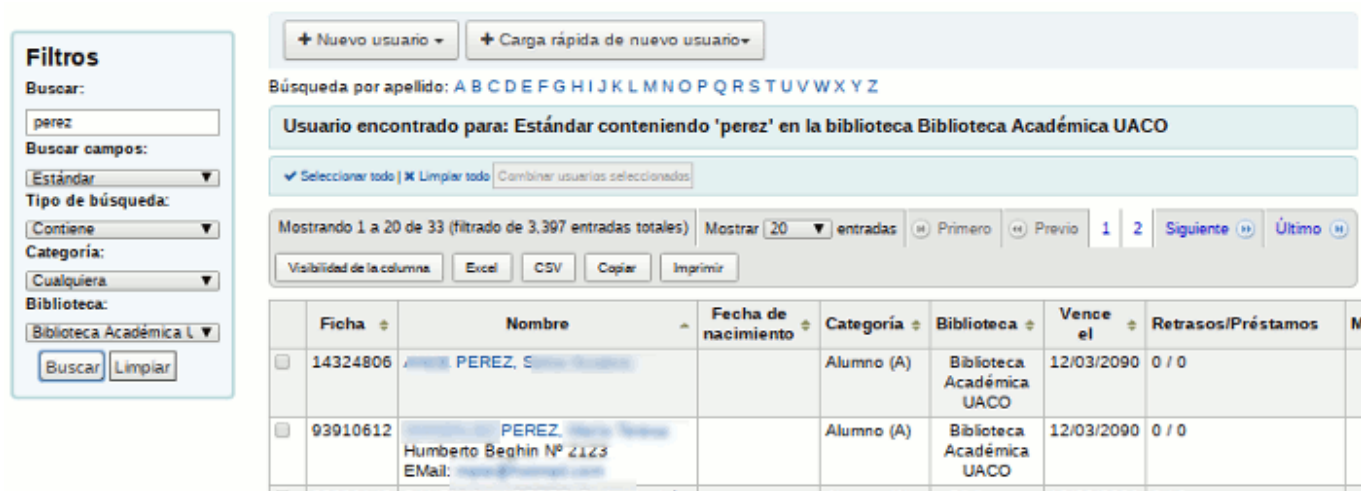 Filtros
Buscar:
perez
Buscar campos:
Estándar
Tipo de búsqueda:
Contiene
Categoría:
Cualquiera
Biblioteca:
Biblioteca Académica U
Buscar Limpiar
+ Nuevo usuario + Carga rápida de nuevo usuario
Búsqueda por apellido: A B C D E F G H I J K L M N O P Q R S T U V W X Y Z
Usuario encontrado para: Estándar conteniendo 'perez' en la biblioteca Biblioteca Académica UACO
Seleccionar todo | Limpiar todo Combinar usuarios seleccionados
Mostrando 1 a 20 de 33 (filtrado de 3,397 entradas totales) Mostrar 20 entradas Primero Previo 1 2 Siguiente Último
Visibilidad de la columna Excel CSV Copiar Imprimir
Ficha Nombre Fecha de nacimiento Categoría Biblioteca Vence el Retrasos/Préstamos M
14324806 PEREZ, S Alumno (A) Biblioteca Académica UACO 12/03/2090 0 / 0
93910612 PEREZ, Alumno (A) Biblioteca Académica UACO 12/03/2090 0 / 0
Humberto Beghin Nº 2123
EMail: